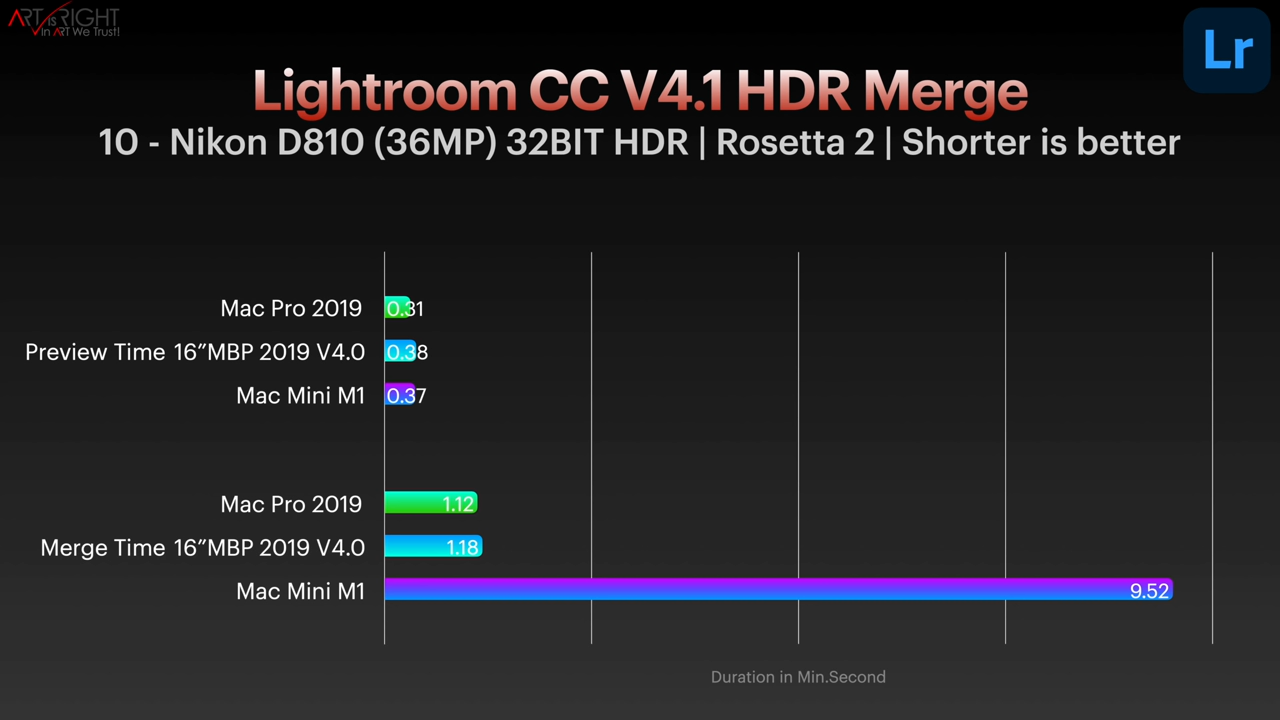 ART is RIGHT
in ART We Trust!
Lr
Lightroom CC V4.1 HDR Merge
10 - Nikon D810 (36MP) 32BIT HDR | Rosetta 2 | Shorter is better
Mac Pro 2019 0.31
Preview Time 16″MBP 2019 V4.0 0.38
Mac Mini M1 0.37
Mac Pro 2019 1.12
Merge Time 16″MBP 2019 V4.0 1.18
Mac Mini M1 9.52
Duration in Min.Second